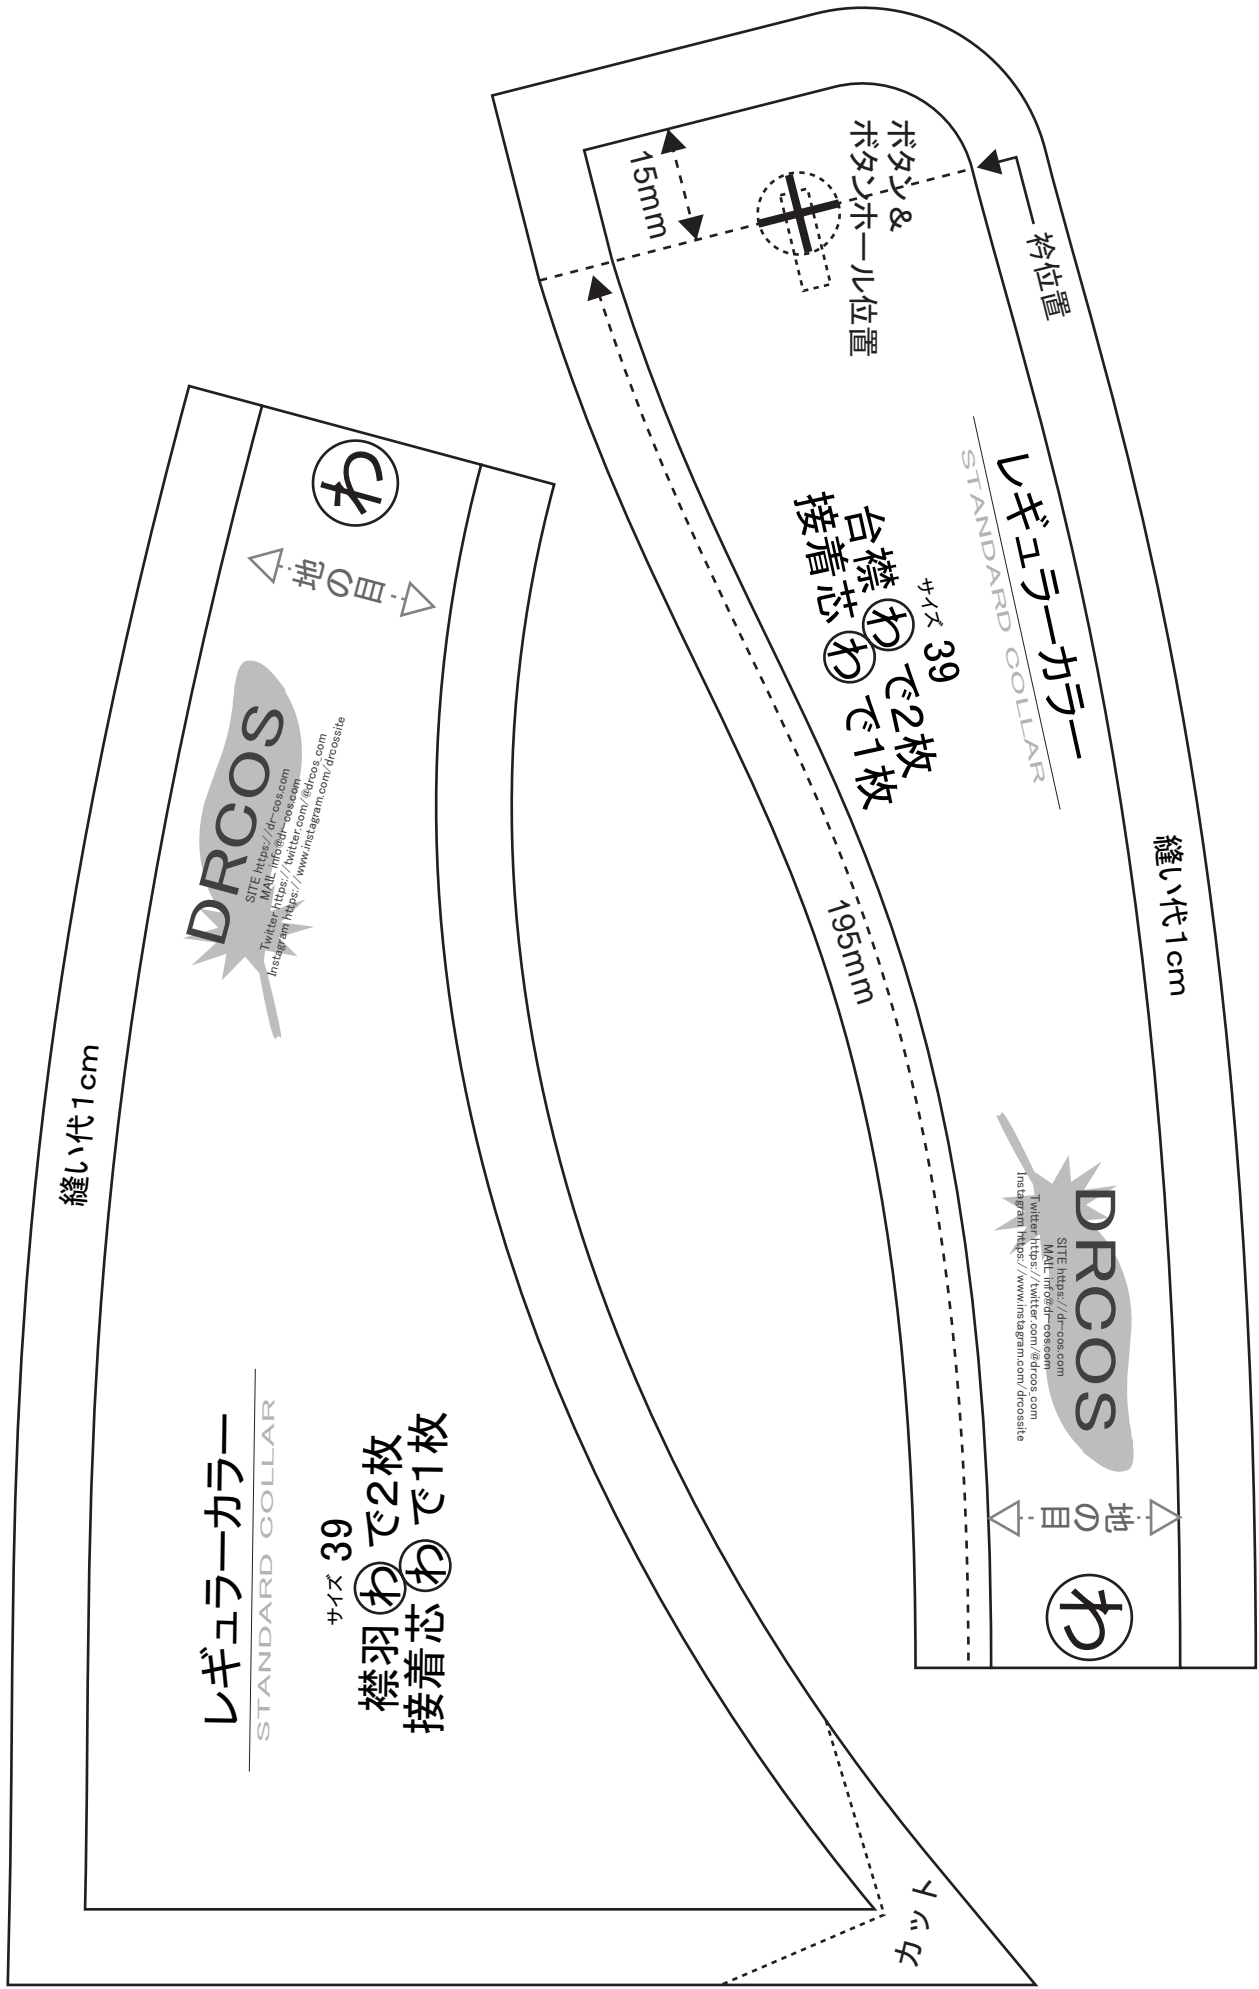 15mm
ボタン &
ボタンホール位置
衿位置
レギュラーカラー
STANDARD COLLAR
サイズ 39
台襟 わ で2枚
接着芯 わ で1枚
195mm
縫い代1cm
DRCOS
SITE https://dr-cos.com
MAIL info@dr-cos.com
Twitter https://twitter.com/@drcos_com
Instagram https://www.instagram.com/drcossite
地の目
わ
わ
地の目
DRCOS
SITE https://dr-cos.com
MAIL info@dr-cos.com
Twitter https://twitter.com/@drcos_com
Instagram https://www.instagram.com/drcossite
縫い代1cm
レギュラーカラー
STANDARD COLLAR
サイズ 39
襟羽 わ で2枚
接着芯 わ で1枚
カット